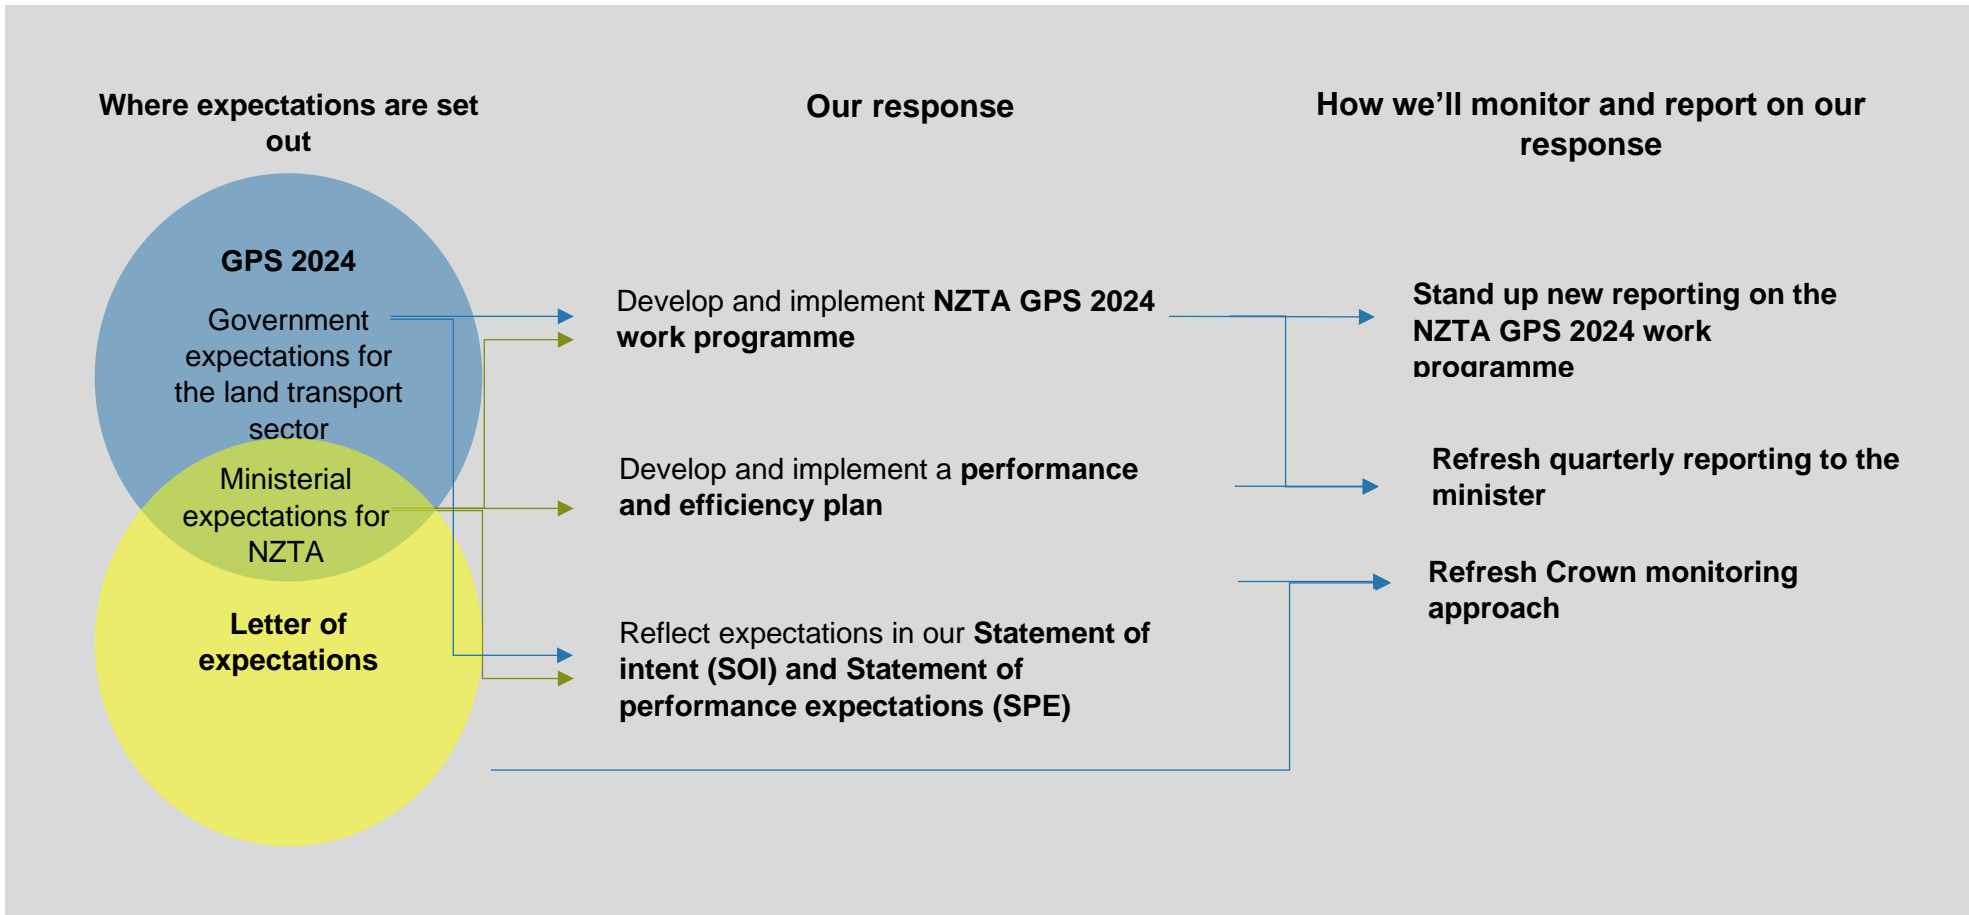 Where expectations are set
out
Our response
How we’ll monitor and report on our
response
GPS 2024
Government
expectations for
the land transport
sector
Ministerial
expectations for
NZTA
Letter of
expectations
Develop and implement NZTA GPS 2024
work programme
Develop and implement a performance
and efficiency plan
Reflect expectations in our Statement of
intent (SOI) and Statement of
performance expectations (SPE)
Stand up new reporting on the
NZTA GPS 2024 work
programme
Refresh quarterly reporting to the
minister
Refresh Crown monitoring
approach